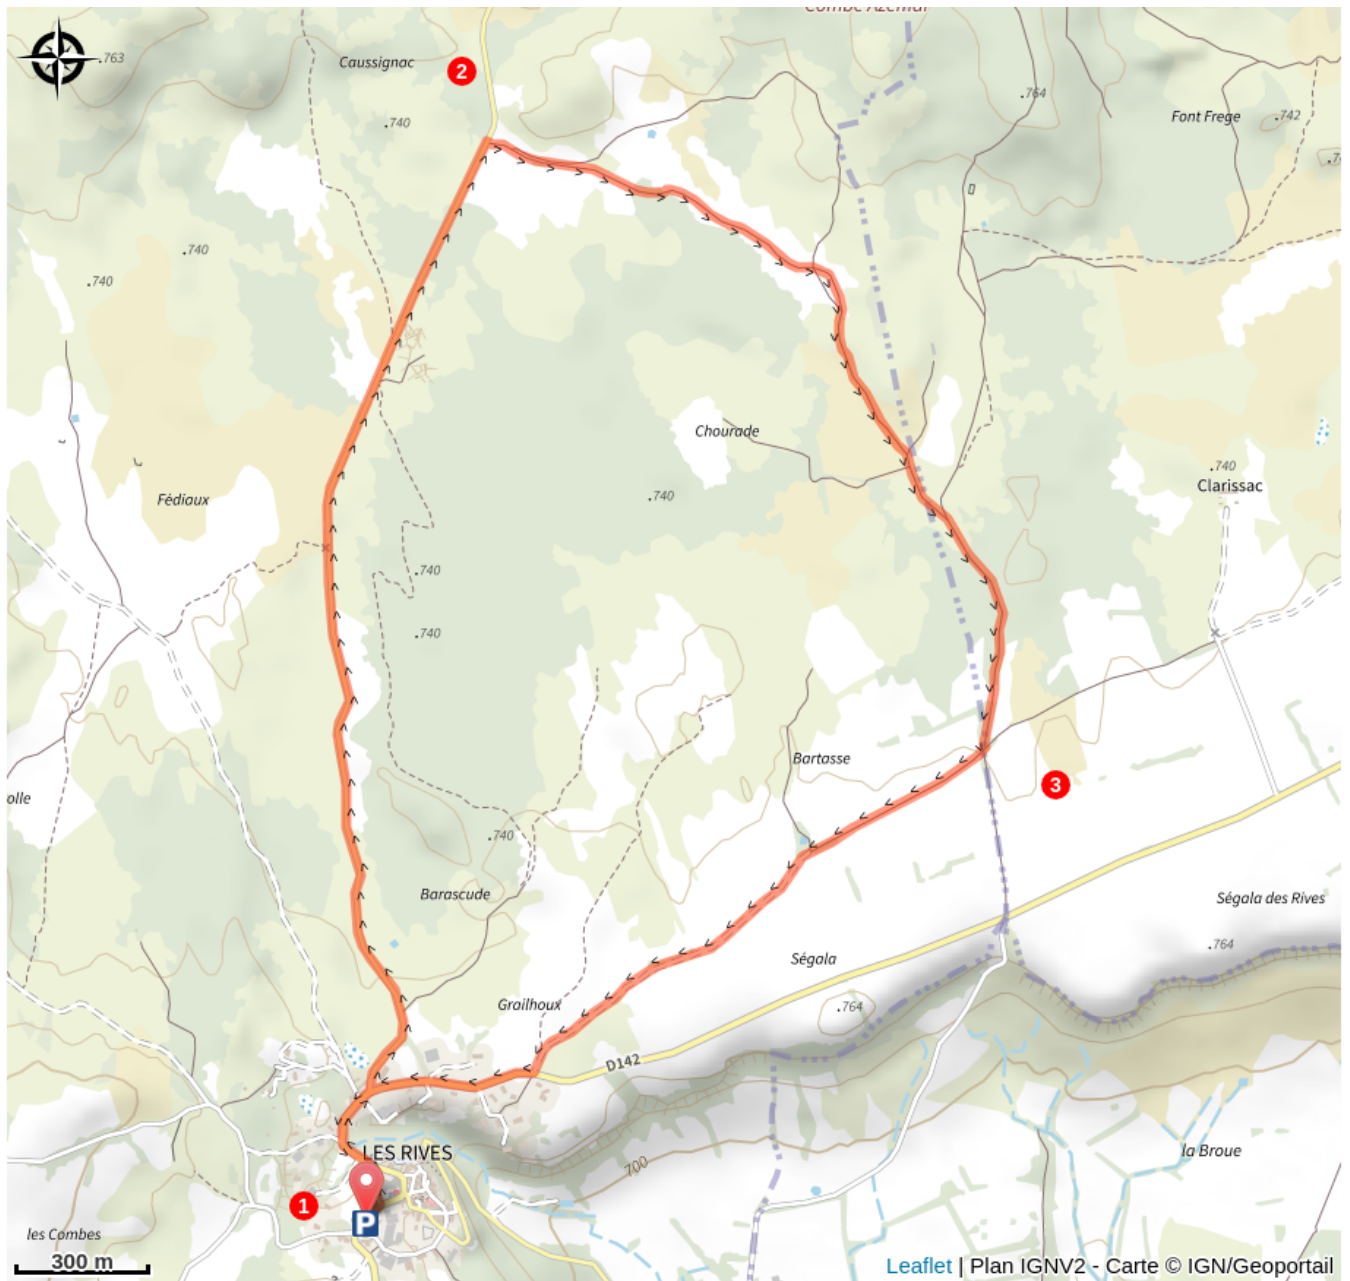 Combe Azémar
.763
Caussignac
2
.764
.740
Font Frege
.742
.740
.740
Chourade
.740
Clarissac
.740
Fédiaux
.740
.740
Bartasse
3
olle
.740
Barascude
Ségala des Rives
.764
Ségala
Grailhoux
.764
D142
LES RIVES
700
la Broue
1
P
les Combes
300 m
Leaflet | Plan IGNV2 - Carte © IGN/Geoportail